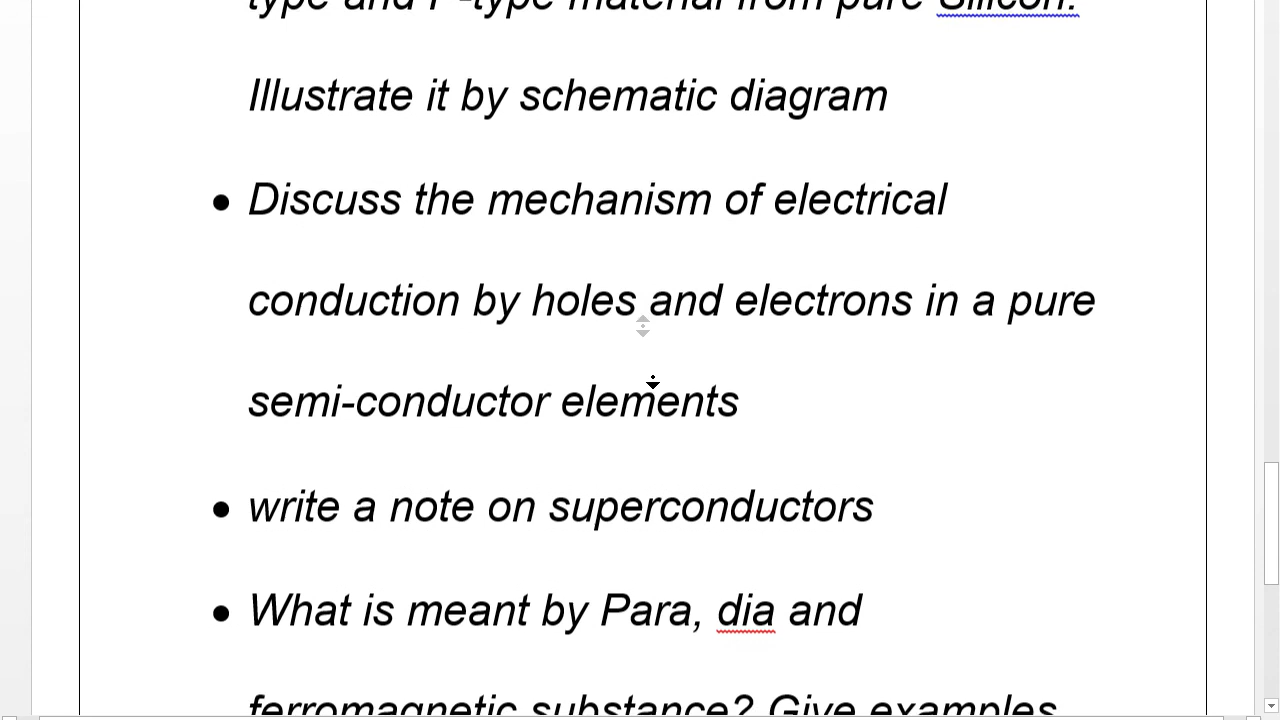 type and P-type material from pure Silicon.
Illustrate it by schematic diagram
• Discuss the mechanism of electrical
conduction by holes and electrons in a pure
semi-conductor elements
• write a note on superconductors
• What is meant by Para, dia and
ferromagnetic substance? Give examples